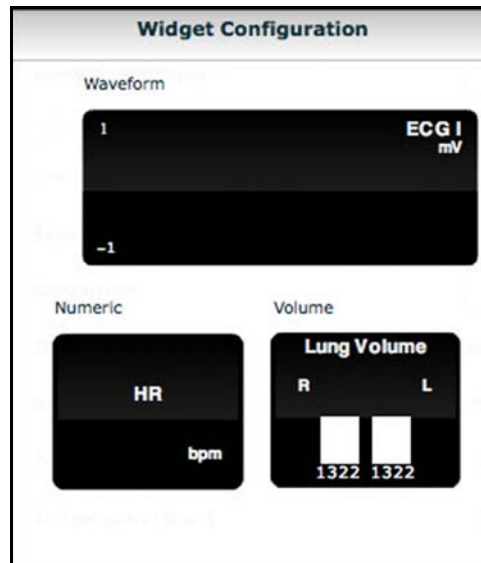 Widget Configuration
Waveform
1
ECG I
mV
−1
Numeric
Volume
HR
bpm
Lung Volume
R L
1322 1322